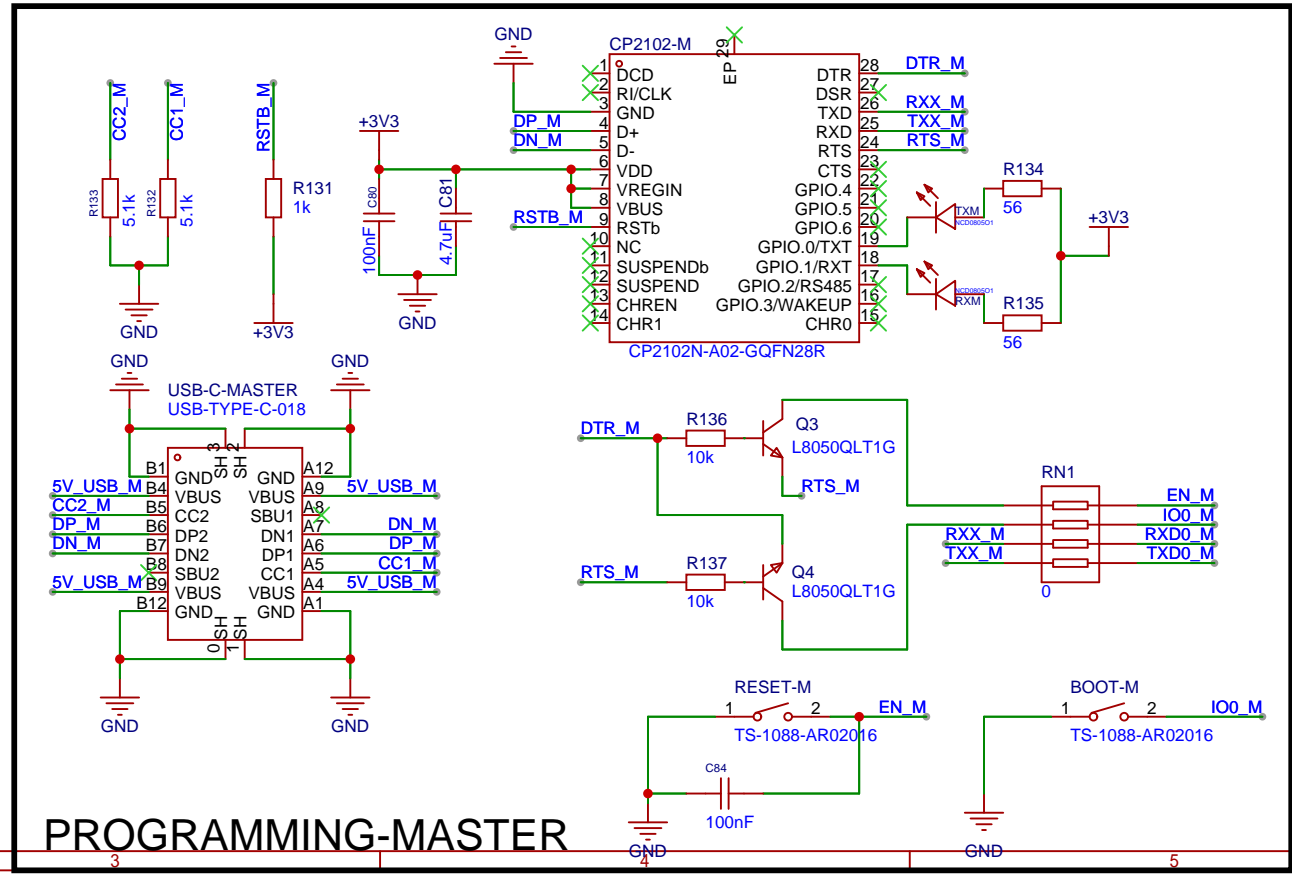 CC2_M
CC1_M
RSTB_M
R133
5.1k
R132
5.1k
R131
1k
GND
+3V3
+3V3
C80
100nF
C81
4.7uF
GND
GND
CP2102-M
EP
29
1
DCD
2
RI/CLK
3
GND
DP_M
4
D+
DN_M
5
D-
6
VDD
7
VREGIN
8
VBUS
RSTB_M
9
RSTb
10
NC
11
SUSPENDb
12
SUSPEND
13
CHREN
14
CHR1
DTR
28
DTR_M
DSR
27
TXD
26
RXX_M
RXD
25
TXX_M
RTS
24
RTS_M
CTS
23
GPIO.4
22
GPIO.5
21
GPIO.6
20
GPIO.0/TXT
19
GPIO.1/RXT
18
GPIO.2/RS485
17
GPIO.3/WAKEUP
16
CHR0
15
CP2102N-A02-GQFN28R
TXM
NCD0805O1
R134
56
+3V3
NCD0805O1
RXM
R135
56
GND
GND
USB-C-MASTER
USB-TYPE-C-018
SH 3
SH 2
B1
GND
5V_USB_M
B4
VBUS
CC2_M
B5
CC2
DP_M
B6
DP2
DN_M
B7
DN2
B8
SBU2
5V_USB_M
B9
VBUS
B12
GND
GND
A12
VBUS
A9
5V_USB_M
SBU1
A8
DN1
A7
DN_M
DP1
A6
DP_M
CC1
A5
CC1_M
VBUS
A4
5V_USB_M
GND
A1
0 SH
1 SH
GND
GND
DTR_M
R136
10k
Q3
L8050QLT1G
RTS_M
RTS_M
R137
10k
Q4
L8050QLT1G
RN1
EN_M
IO0_M
RXX_M
RXD0_M
TXX_M
TXD0_M
0
RESET-M
1
2
EN_M
TS-1088-AR02016
C84
100nF
GND
BOOT-M
1
2
IO0_M
TS-1088-AR02016
GND
PROGRAMMING-MASTER
3
4
5